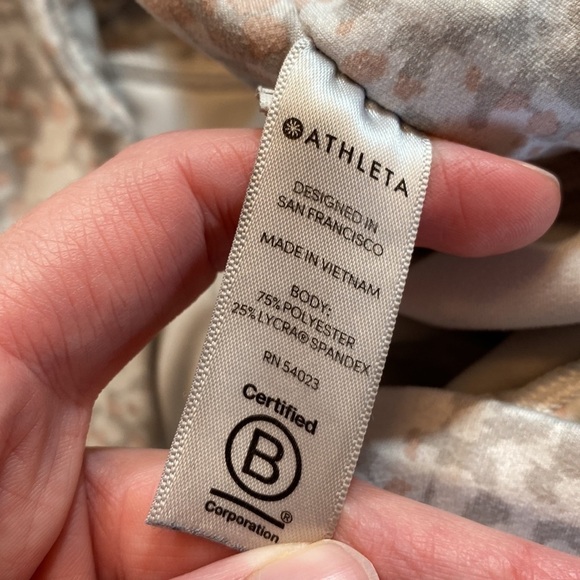 ATHLETA
DESIGNED IN
SAN FRANCISCO
MADE IN VIETNAM
BODY:
75% POLYESTER
25% LYCRA® SPANDEX
RN 54023
Certified
B
®
Corporation